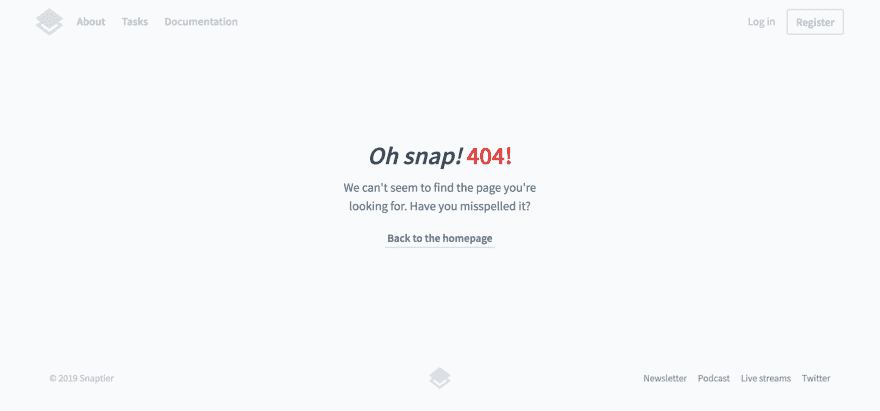 About Tasks Documentation Log in Register
Oh snap! 404!
We can't seem to find the page you're
looking for. Have you misspelled it?
Back to the homepage
© 2019 Snaptier Newsletter Podcast Live streams Twitter